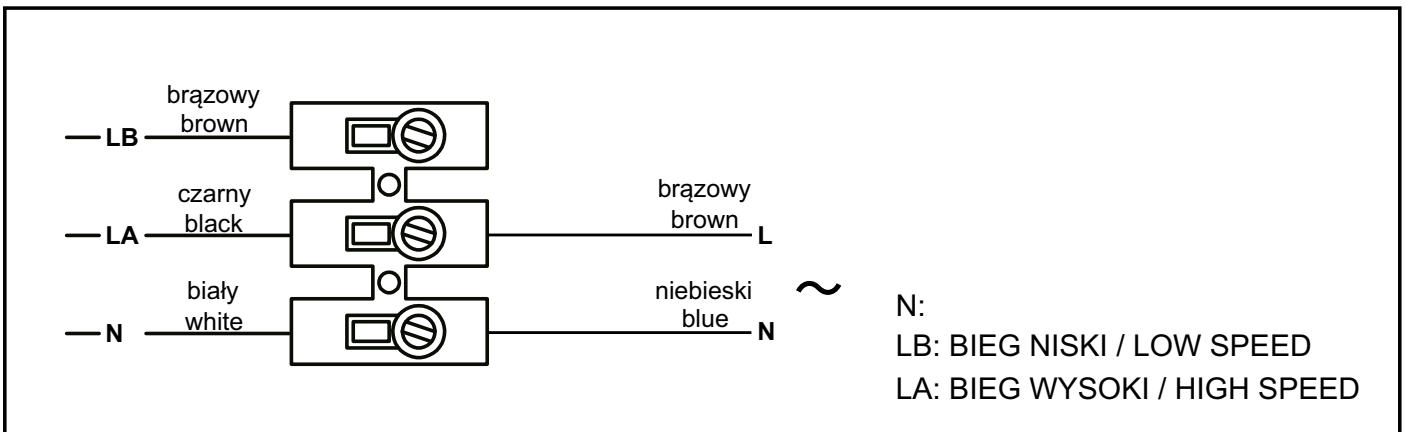 brązowy
brown
LB
czarny
black
LA
brązowy
brown
L
biały
white
N
niebieski
blue
N
~
N:
LB: BIEG NISKI / LOW SPEED
LA: BIEG WYSOKI / HIGH SPEED